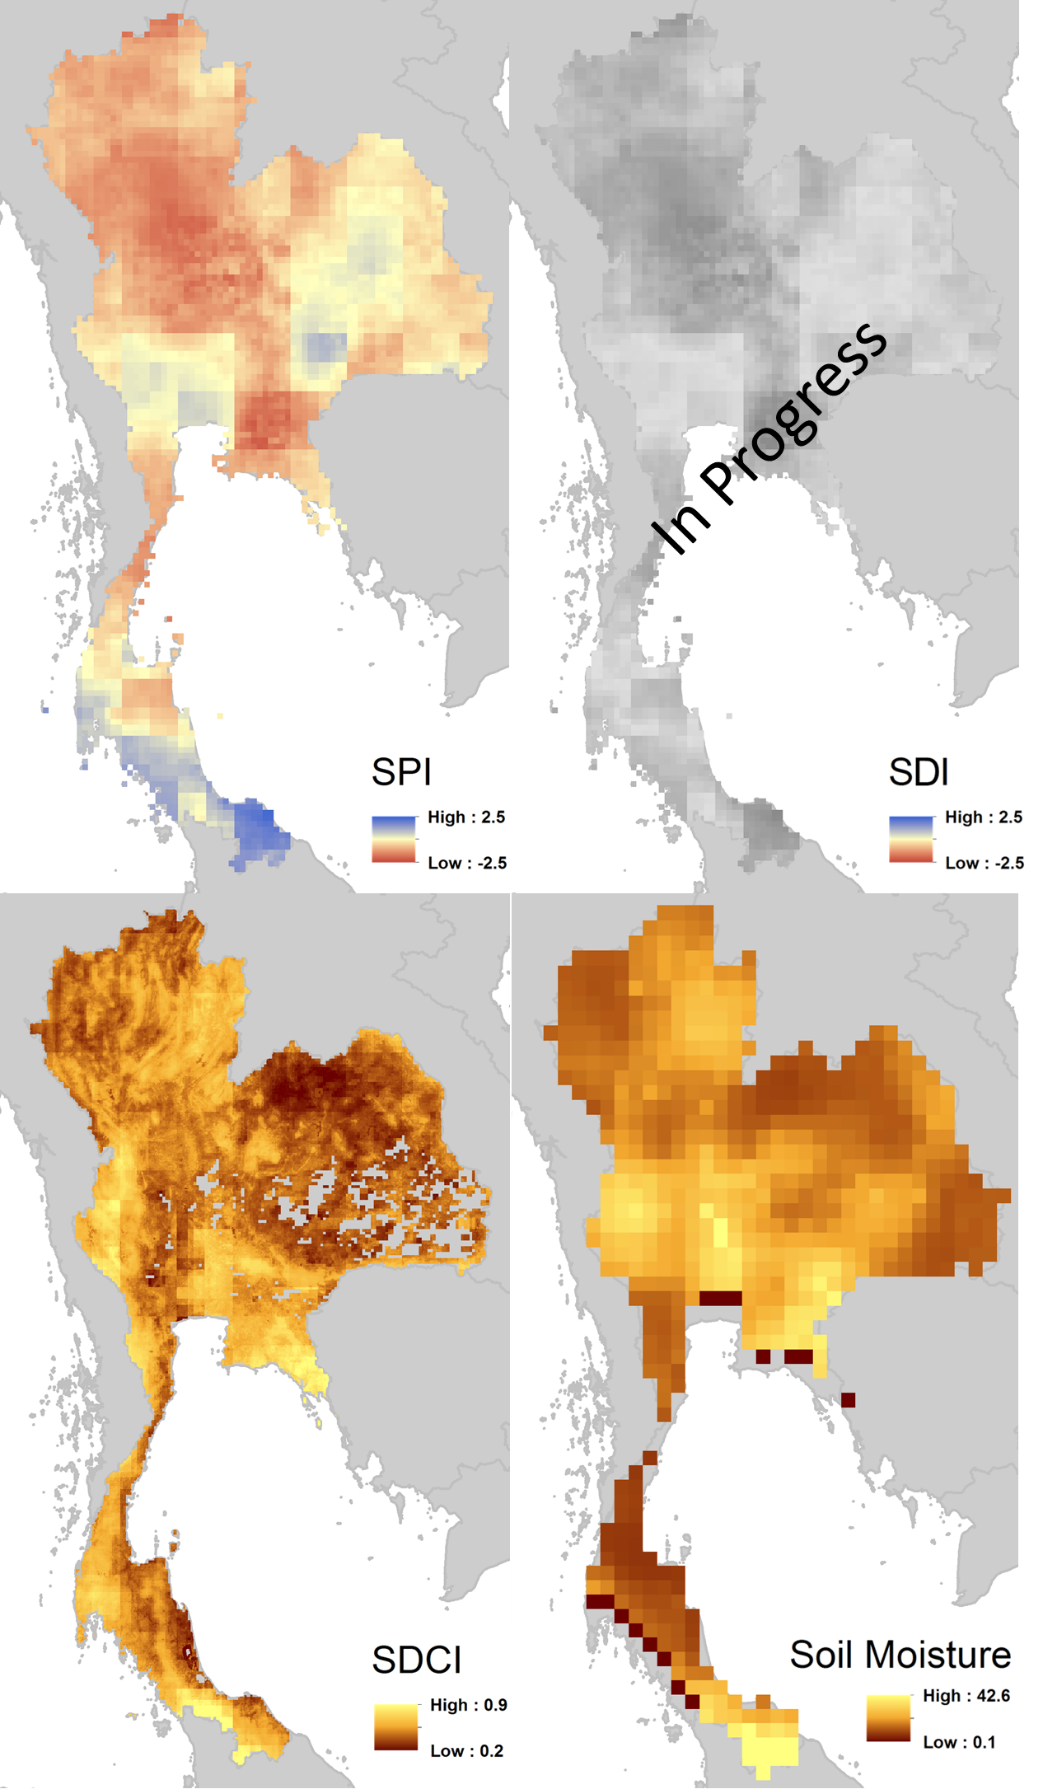 SPI
High : 2.5
Low : -2.5
In Progress
SDI
High : 2.5
Low : -2.5
SDCI
High : 0.9
Low : 0.2
Soil Moisture
High : 42.6
Low : 0.1